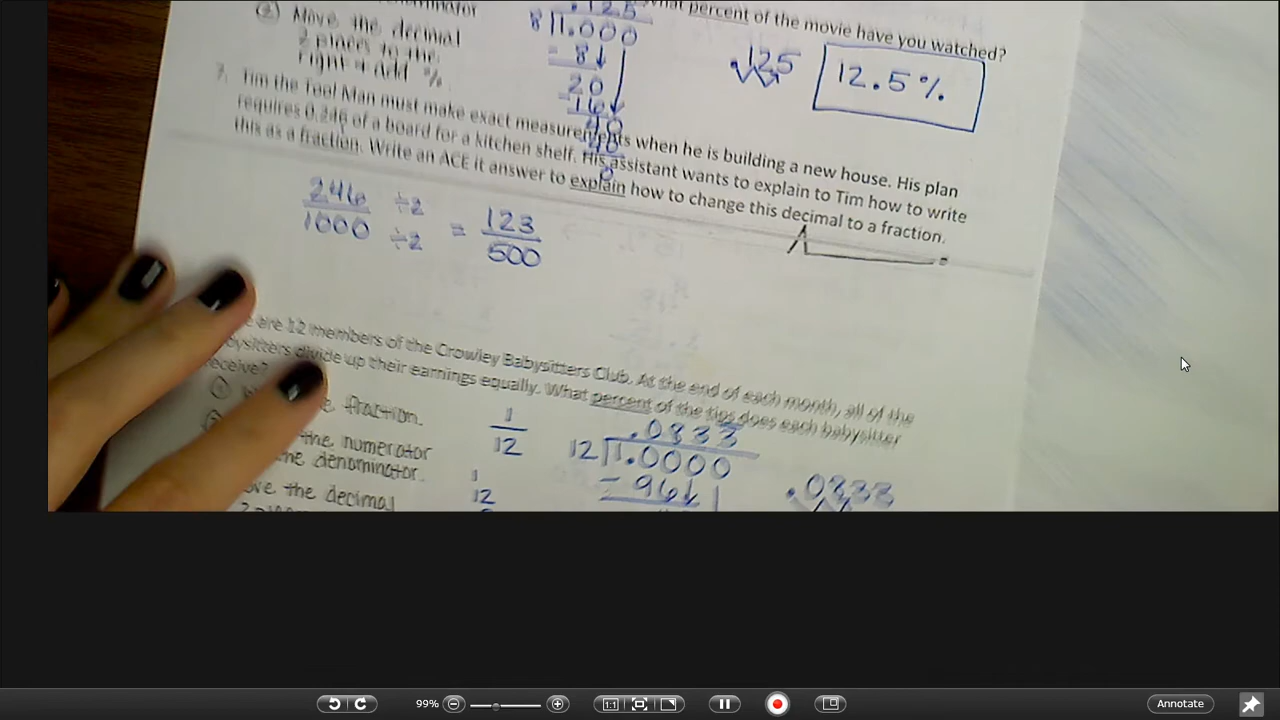 ② Move the decimal
2 places to the
right + add %
.125
8 1.000
- 8
20
- 16
40
- 40
0
what percent of the movie have you watched?
.125
12.5%
7. Tim the Tool Man must make exact measurements when he is building a new house. His plan
requires 0.246 of a board for a kitchen shelf. His assistant wants to explain to Tim how to write
this as a fraction. Write an ACE it answer to explain how to change this decimal to a fraction.
246 ÷2 = 123
1000 ÷2 500
A
are 12 members of the Crowley Babysitters Club. At the end of each month, all of the
divide up their earnings equally. What percent of the tips does each babysitter
receive?
① fraction.
the numerator
the denominator.
the decimal
1
12
1
12
.0833
12 1.0000
- 96
.0833
99%
1:1
Annotate